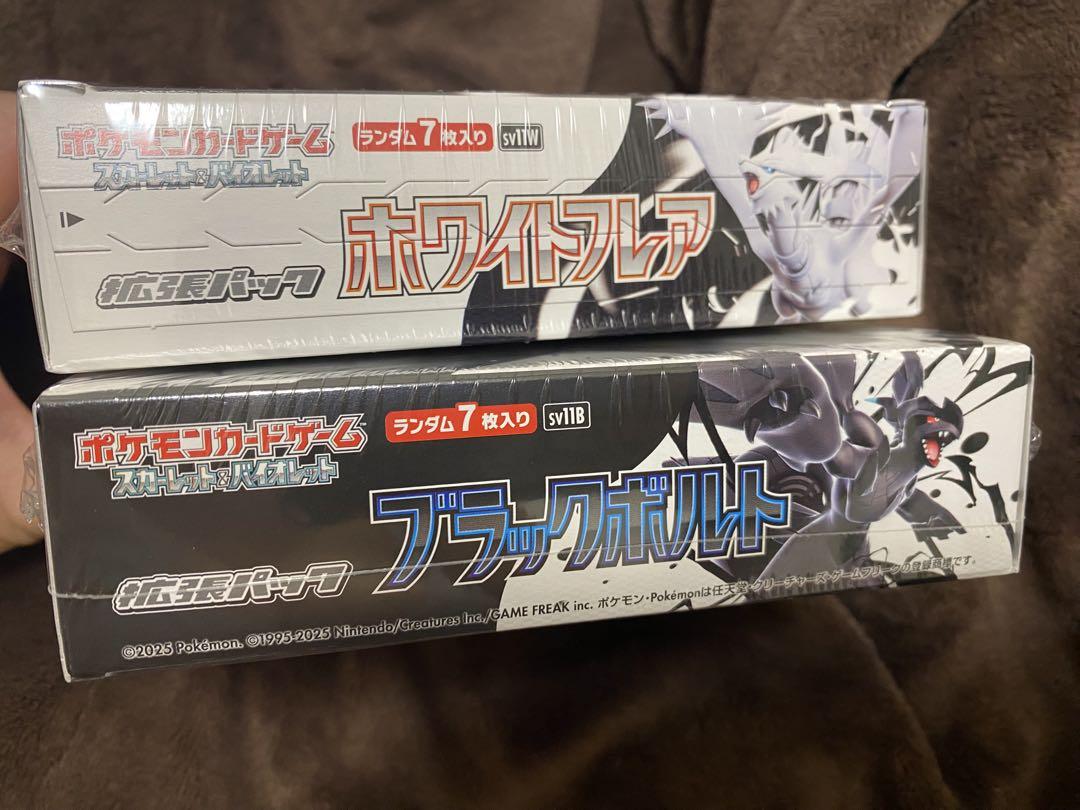 ポケモンカードゲーム
スカーレット&バイオレット
ランダム7枚入り sv11W
拡張パック ホワイトフレア
ポケモンカードゲーム
スカーレット&バイオレット
ランダム7枚入り sv11B
拡張パック ブラックボルト
©2025 Pokémon. ©1995-2025 Nintendo/Creatures Inc./GAME FREAK inc. ポケモン・Pokémonは任天堂・クリーチャーズ・ゲームフリークの登録商標です。